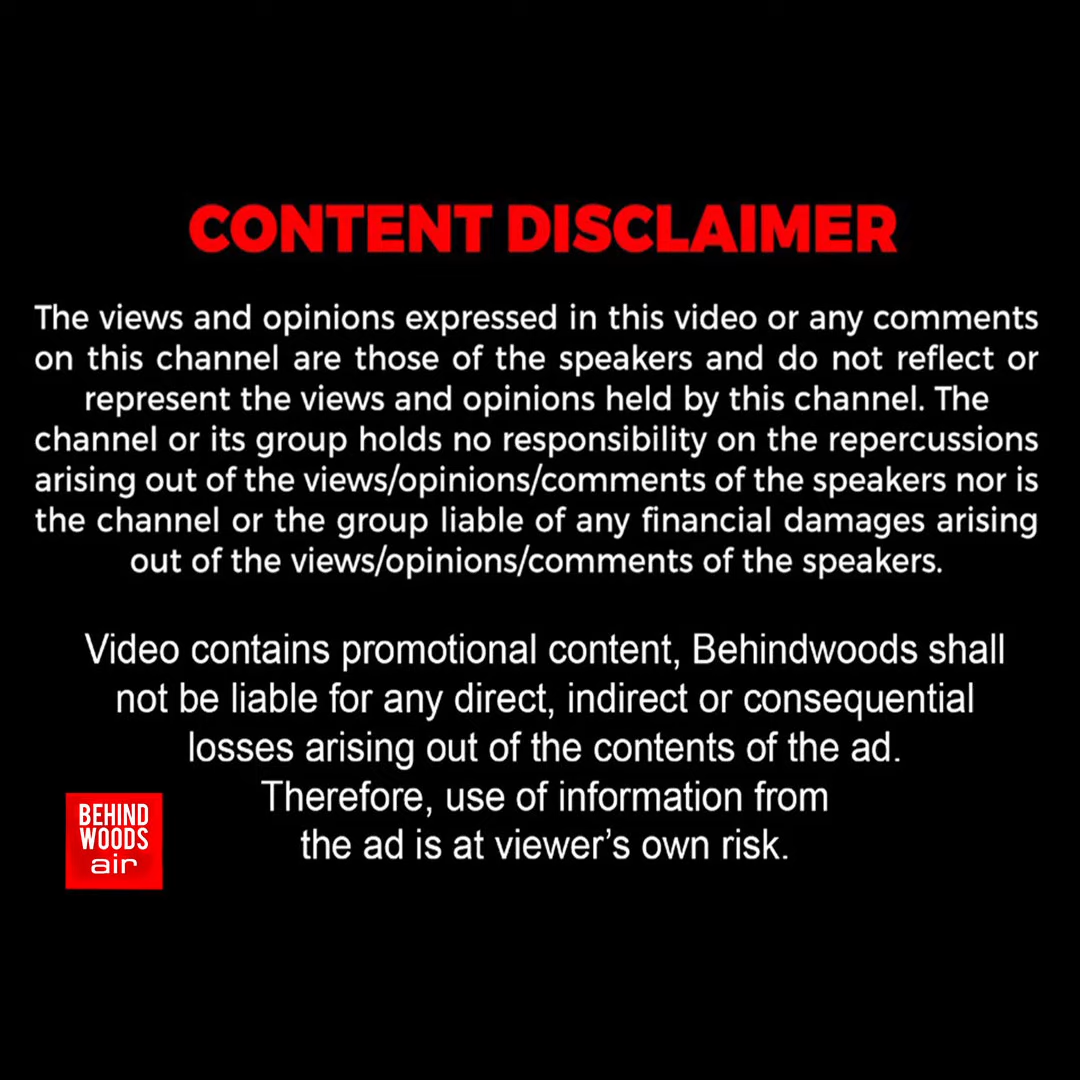 CONTENT DISCLAIMER
The views and opinions expressed in this video or any comments
on this channel are those of the speakers and do not reflect or
represent the views and opinions held by this channel. The
channel or its group holds no responsibility on the repercussions
arising out of the views/opinions/comments of the speakers nor is
the channel or the group liable of any financial damages arising
out of the views/opinions/comments of the speakers.
Video contains promotional content, Behindwoods shall
not be liable for any direct, indirect or consequential
losses arising out of the contents of the ad.
Therefore, use of information from
the ad is at viewer’s own risk.
BEHIND
WOODS
air